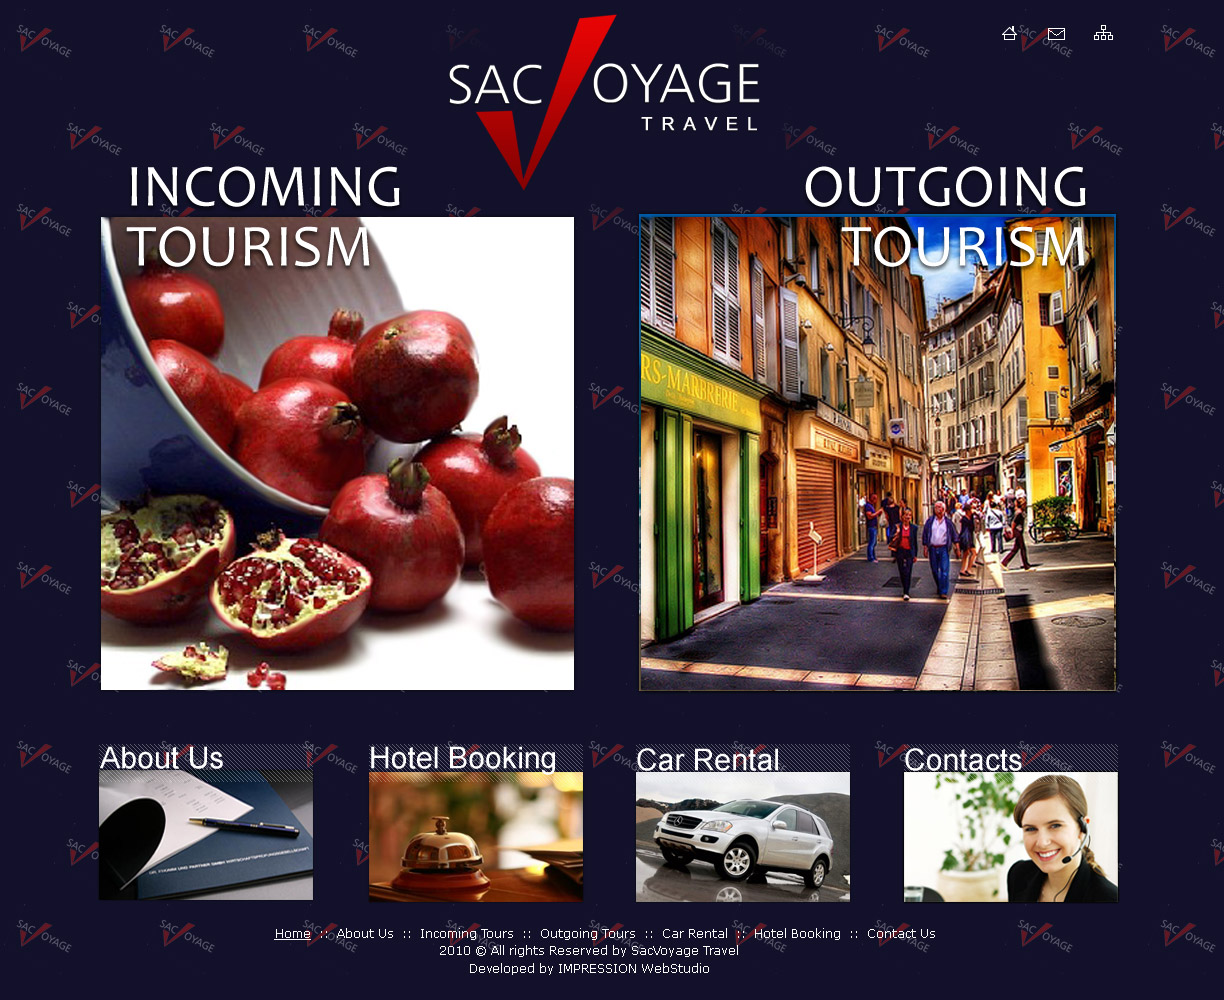 SAC VOYAGE
TRAVEL
INCOMING
TOURISM
OUTGOING
TOURISM
RS-MARBRERIE
About Us
Hotel Booking
Car Rental
Contacts
Home :: About Us :: Incoming Tours :: Outgoing Tours :: Car Rental :: Hotel Booking :: Contact Us
2010 © All rights Reserved by SacVoyage Travel
Developed by IMPRESSION WebStudio